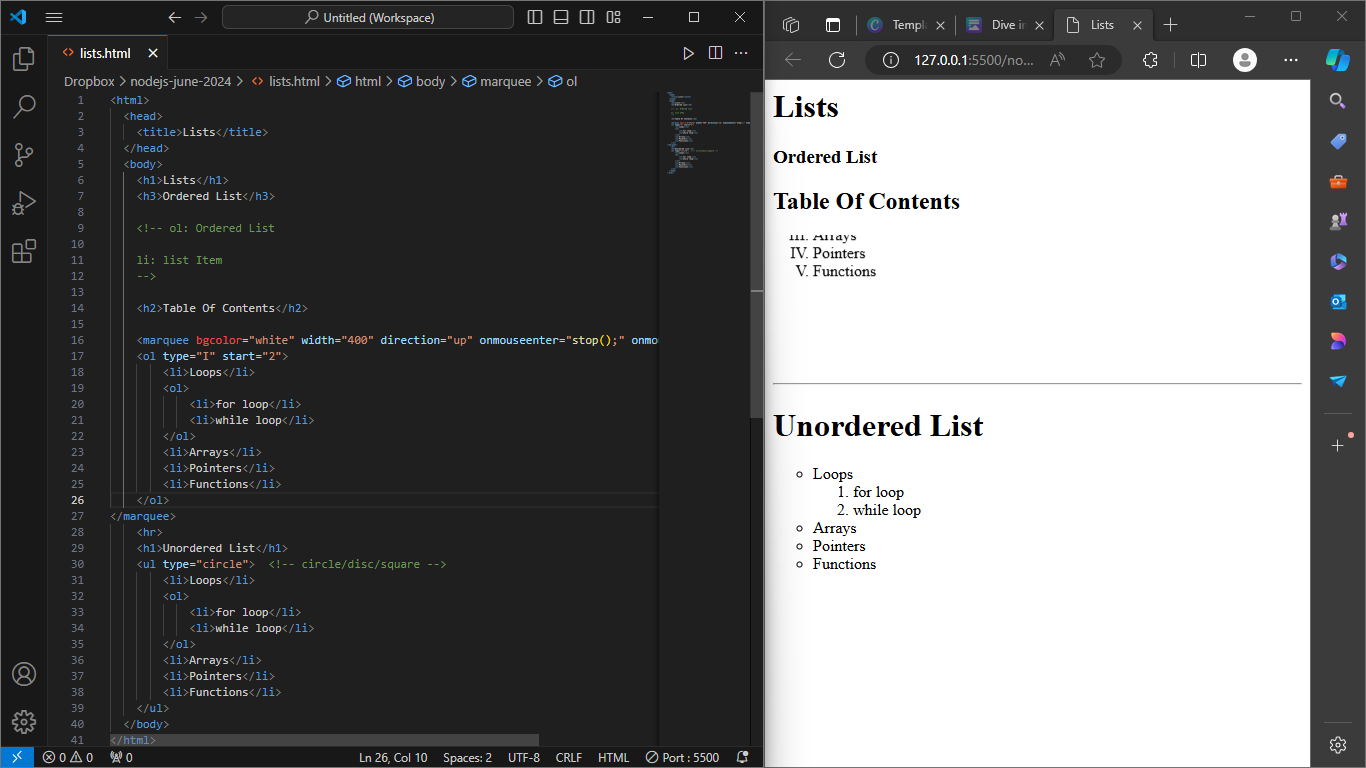 Untitled (Workspace)
lists.html
Dropbox > nodejs-june-2024 > lists.html > html > body > marquee > ol
1 <html>
2 <head>
3 <title>Lists</title>
4 </head>
5 <body>
6 <h1>Lists</h1>
7 <h3>Ordered List</h3>
8
9 <!-- ol: Ordered List
10
11 li: list Item
12 -->
13
14 <h2>Table Of Contents</h2>
15
16 <marquee bgcolor="white" width="400" direction="up" onmouseenter="stop();" onmo
17 <ol type="I" start="2">
18 <li>Loops</li>
19 <ol>
20 <li>for loop</li>
21 <li>while loop</li>
22 </ol>
23 <li>Arrays</li>
24 <li>Pointers</li>
25 <li>Functions</li>
26 </ol>
27 </marquee>
28 <hr>
29 <h1>Unordered List</h1>
30 <ul type="circle"> <!-- circle/disc/square -->
31 <li>Loops</li>
32 <ol>
33 <li>for loop</li>
34 <li>while loop</li>
35 </ol>
36 <li>Arrays</li>
37 <li>Pointers</li>
38 <li>Functions</li>
39 </ul>
40 </body>
41 </html>
0 0 0 Ln 26, Col 10 Spaces: 2 UTF-8 CRLF HTML Port : 5500
Templ Dive in Lists
127.0.0.1:5500/no...
Lists
Ordered List
Table Of Contents
III. Arrays
IV. Pointers
V. Functions
Unordered List
Loops
1. for loop
2. while loop
Arrays
Pointers
Functions